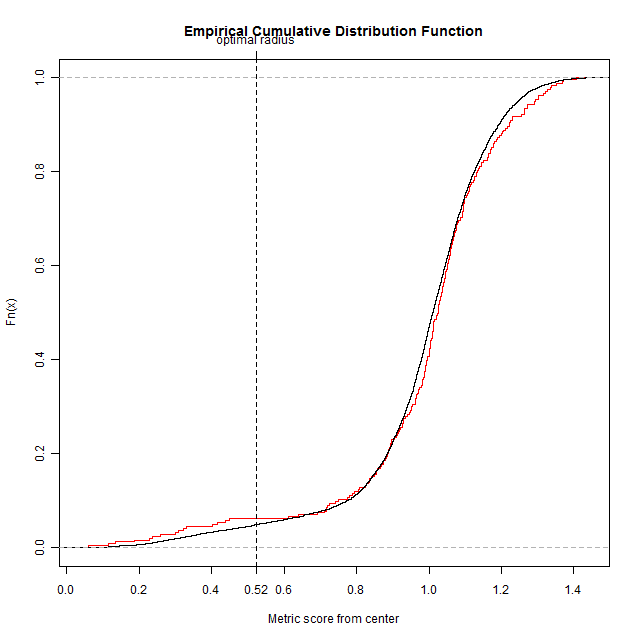 Empirical Cumulative Distribution Function
optimal radius
1.0
0.8
0.6
0.4
0.2
0.0
Fn(x)
0.0 0.2 0.4 0.52 0.6 0.8 1.0 1.2 1.4
Metric score from center